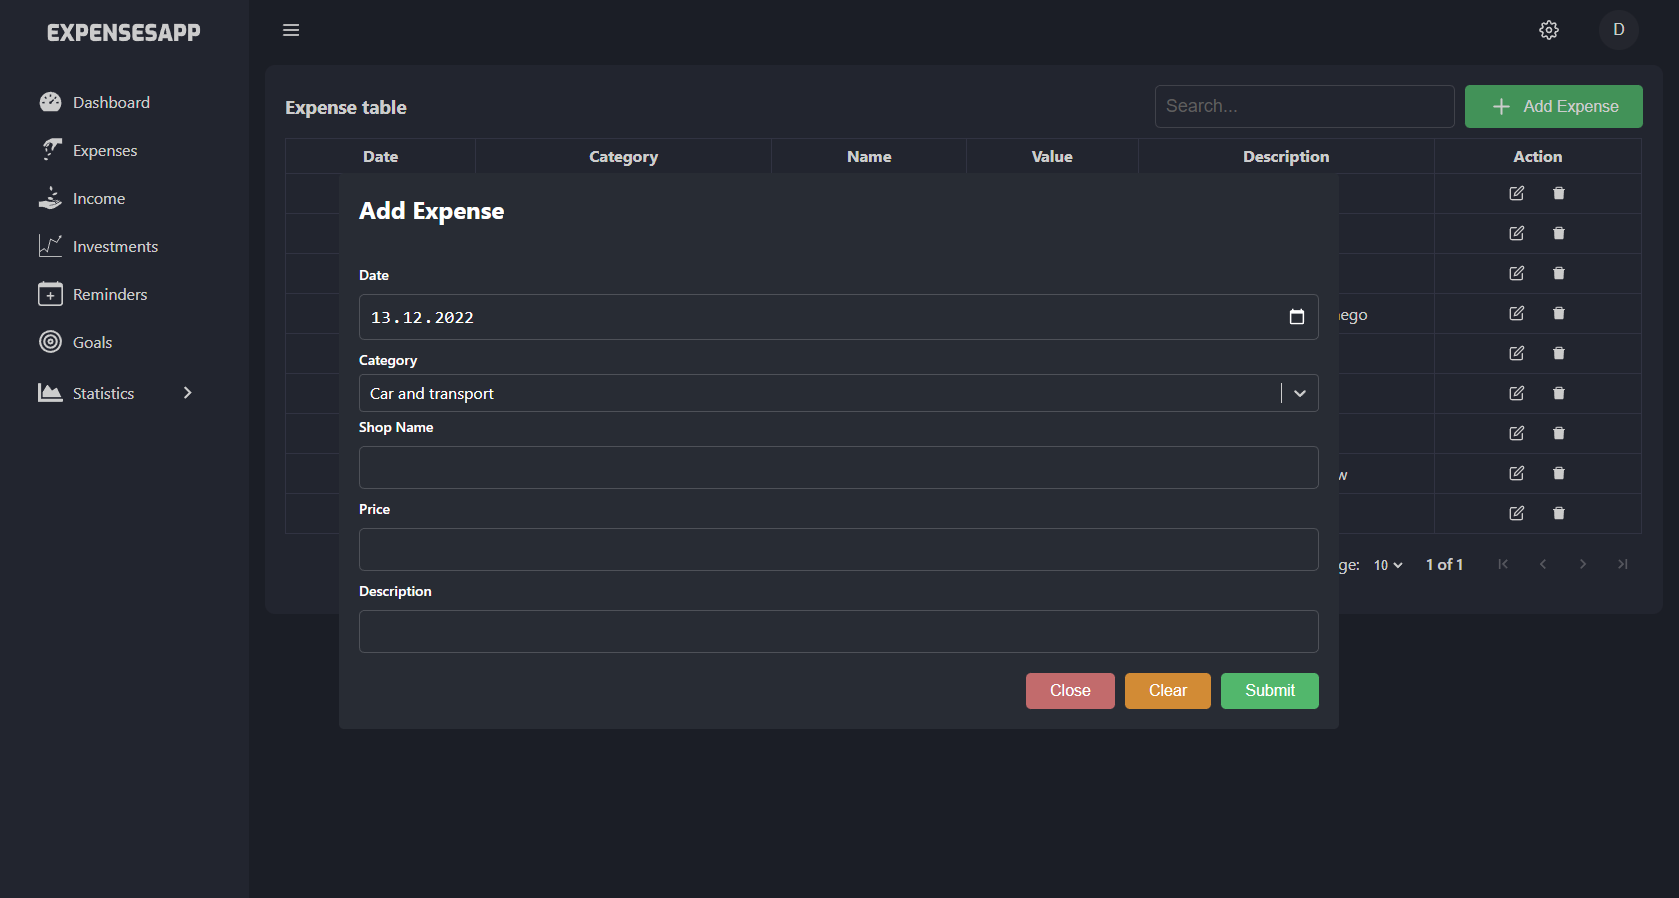 EXPENSESAPP
Dashboard
Expenses
Income
Investments
Reminders
Goals
Statistics
D
Expense table
Search...
Add Expense
Date Category Name Value Description Action
Add Expense
Date
13.12.2022
Category
Car and transport
Shop Name
Price
Description
Close Clear Submit
ge: 10 1 of 1